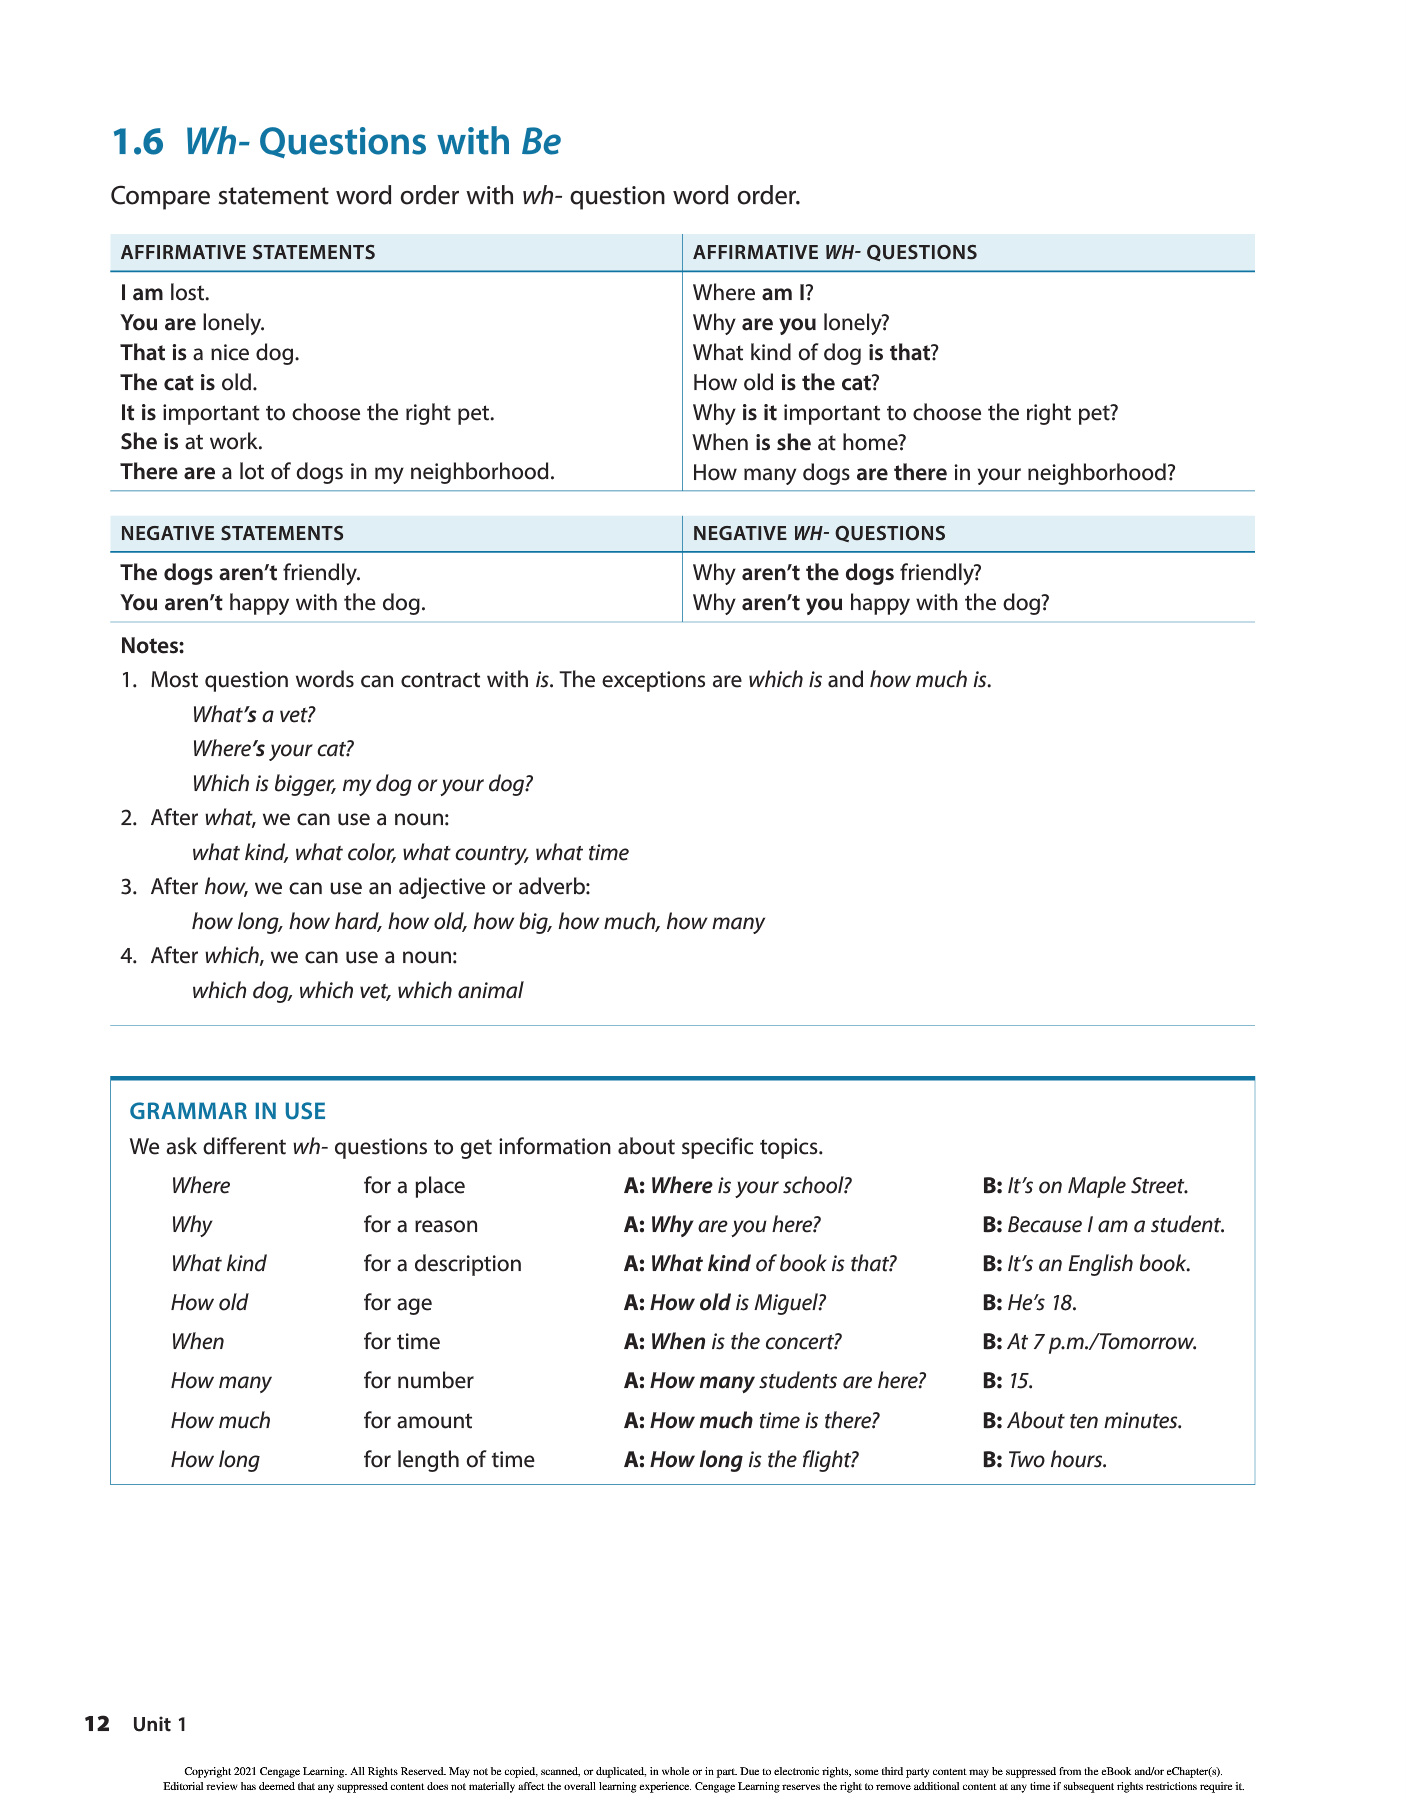 1.6 Wh- Questions with Be
Compare statement word order with wh- question word order.
AFFIRMATIVE STATEMENTS
AFFIRMATIVE WH- QUESTIONS
I am lost.
Where am I?
You are lonely.
Why are you lonely?
That is a nice dog.
What kind of dog is that?
The cat is old.
How old is the cat?
It is important to choose the right pet.
Why is it important to choose the right pet?
She is at work.
When is she at home?
There are a lot of dogs in my neighborhood.
How many dogs are there in your neighborhood?
NEGATIVE STATEMENTS
NEGATIVE WH- QUESTIONS
The dogs aren’t friendly.
Why aren’t the dogs friendly?
You aren’t happy with the dog.
Why aren’t you happy with the dog?
Notes:
1. Most question words can contract with is. The exceptions are which is and how much is.
What’s a vet?
Where’s your cat?
Which is bigger, my dog or your dog?
2. After what, we can use a noun:
what kind, what color, what country, what time
3. After how, we can use an adjective or adverb:
how long, how hard, how old, how big, how much, how many
4. After which, we can use a noun:
which dog, which vet, which animal
GRAMMAR IN USE
We ask different wh- questions to get information about specific topics.
Where for a place A: Where is your school? B: It’s on Maple Street.
Why for a reason A: Why are you here? B: Because I am a student.
What kind for a description A: What kind of book is that? B: It’s an English book.
How old for age A: How old is Miguel? B: He’s 18.
When for time A: When is the concert? B: At 7 p.m./Tomorrow.
How many for number A: How many students are here? B: 15.
How much for amount A: How much time is there? B: About ten minutes.
How long for length of time A: How long is the flight? B: Two hours.
12 Unit 1
Copyright 2021 Cengage Learning. All Rights Reserved. May not be copied, scanned, or duplicated, in whole or in part. Due to electronic rights, some third party content may be suppressed from the eBook and/or eChapter(s).
Editorial review has deemed that any suppressed content does not materially affect the overall learning experience. Cengage Learning reserves the right to remove additional content at any time if subsequent rights restrictions require it.